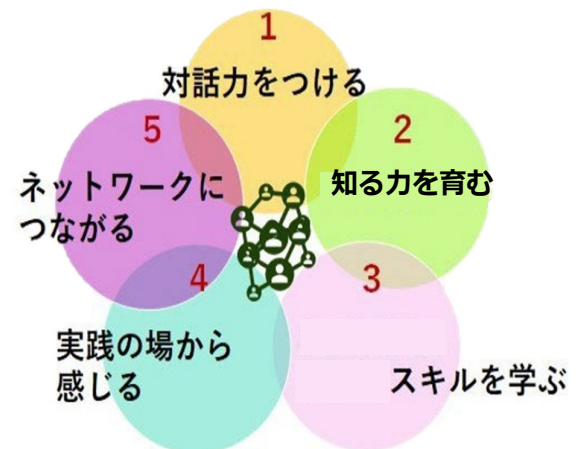 1
対話力をつける
2
知る力を育む
3
スキルを学ぶ
4
実践の場から
感じる
5
ネットワークに
つながる